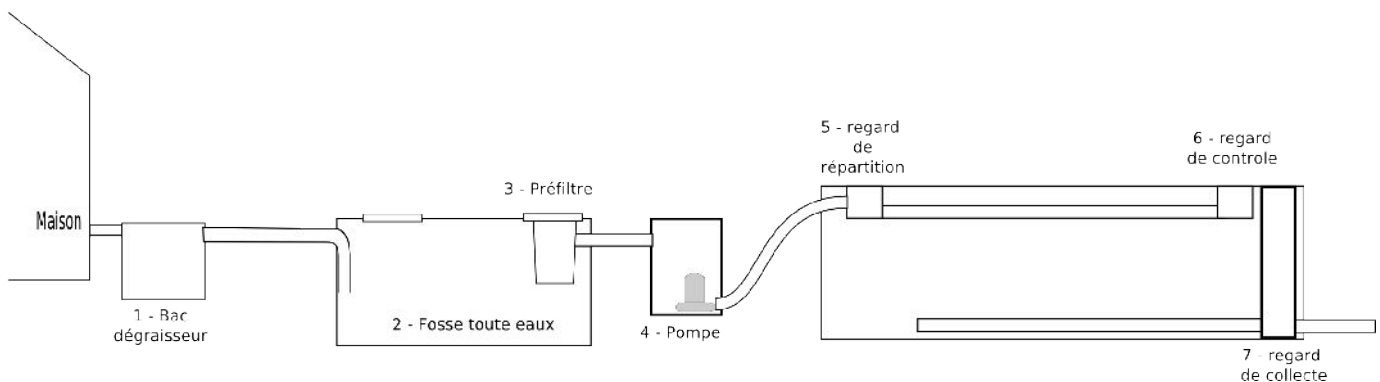 Maison
1 - Bac
dégraisseur
2 - Fosse toute eaux
3 - Préfiltre
4 - Pompe
5 - regard
de
répartition
6 - regard
de controle
7 - regard
de collecte